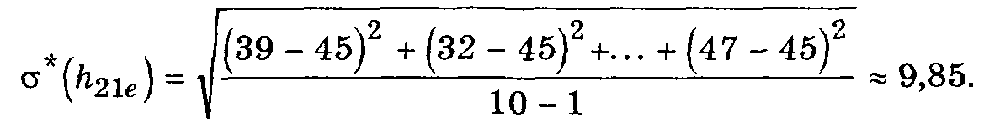 σ*(h₂₁ₑ) = √(((39 − 45)² + (32 − 45)² +... + (47 − 45)²) / (10 − 1)) ≈ 9,85.